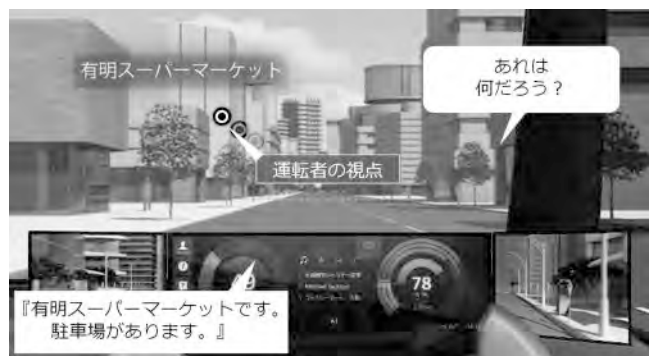 有明スーパーマーケット
あれは
何だろう？
運転者の視点
78
『有明スーパーマーケットです。
駐車場があります。』